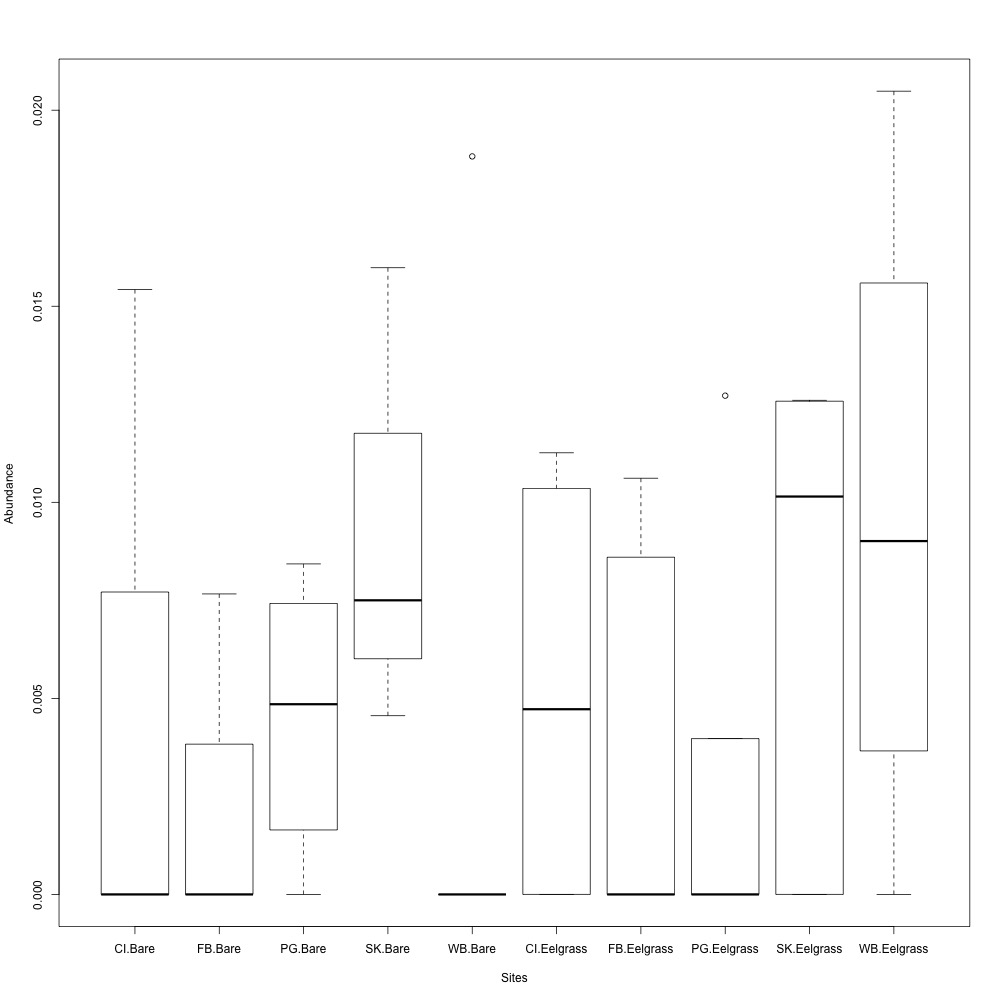 Abundance
0.020
0.015
0.010
0.005
0.000
CI.Bare FB.Bare PG.Bare SK.Bare WB.Bare CI.Eelgrass FB.Eelgrass PG.Eelgrass SK.Eelgrass WB.Eelgrass
Sites